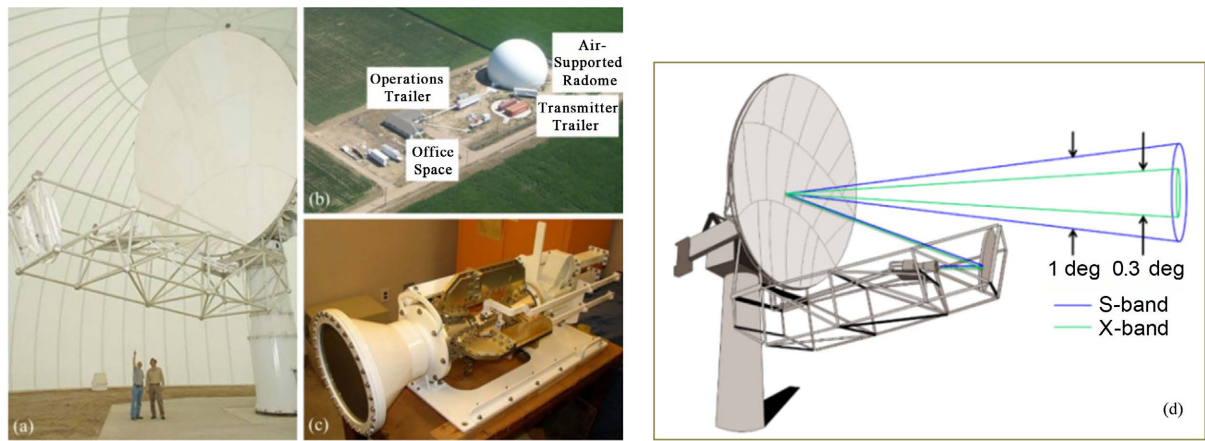 (a)
Operations
Trailer
Air-
Supported
Radome
Transmitter
Trailer
Office
Space
(b)
(c)
1 deg 0.3 deg
S-band
X-band
(d)